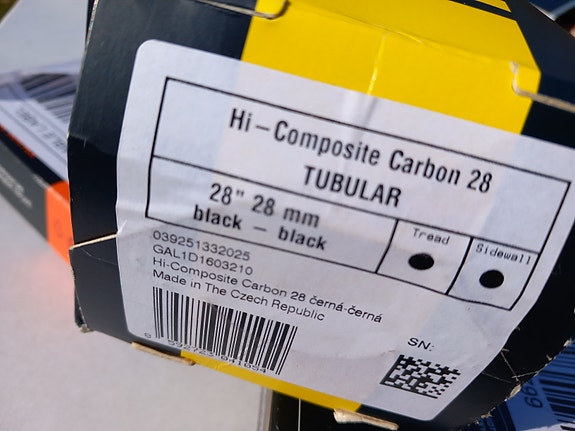 Hi-Composite Carbon 28
TUBULAR
28" 28 mm
black - black
Tread
Sidewall
039251332025
GAL1D1603210
Hi-Composite Carbon 28 černá-černá
Made in The Czech Republic
SN: